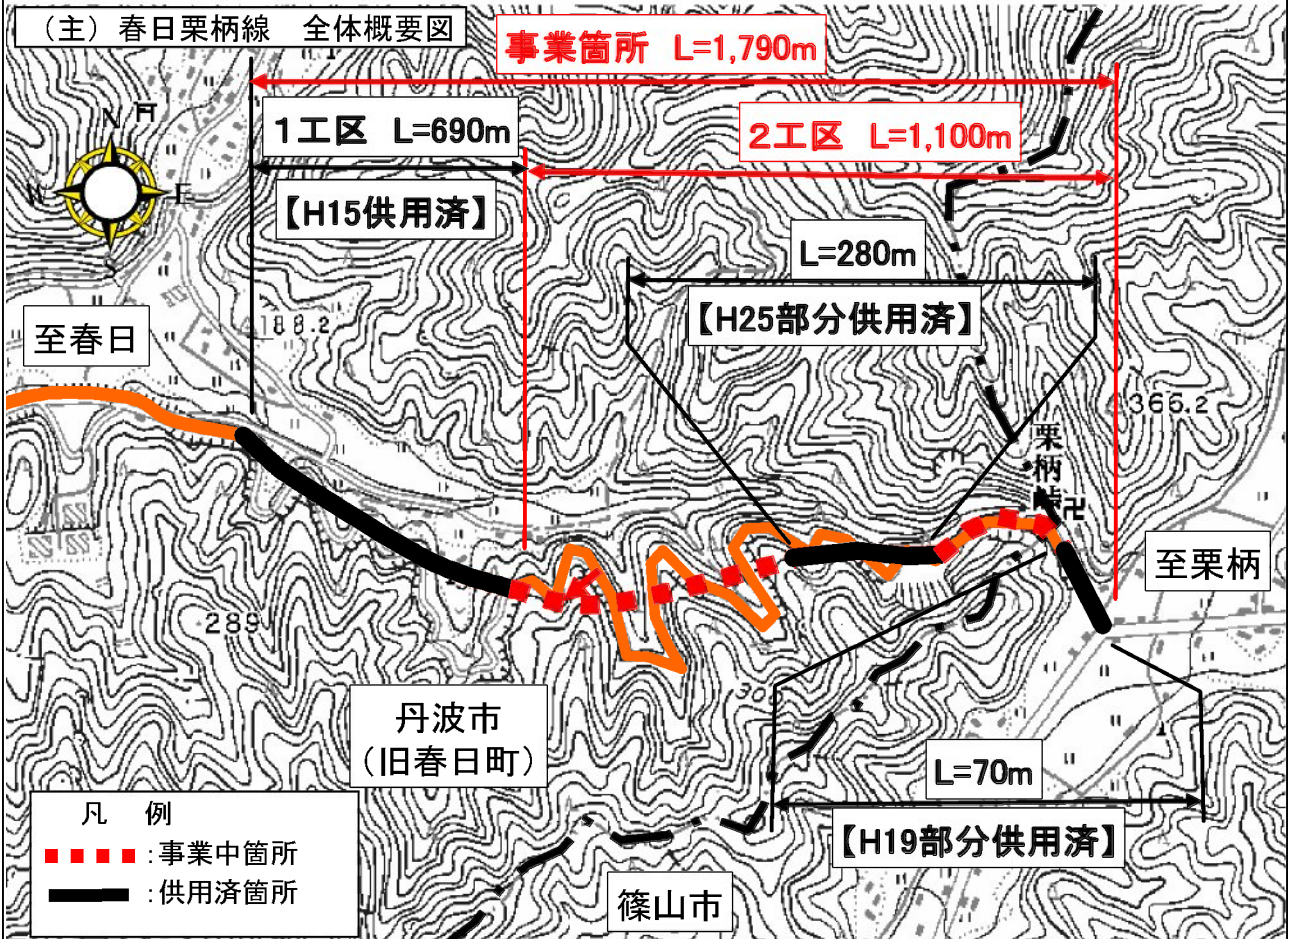 （主）春日栗柄線　全体概要図
事業箇所　L=1,790m
1工区　L=690m
2工区　L=1,100m
【H15供用済】
N
W
E
S
L=280m
【H25部分供用済】
至春日
188.2
366.2
栗柄峠
至栗柄
289
丹波市
（旧春日町）
L=70m
【H19部分供用済】
凡　例
：事業中箇所
：供用済箇所
篠山市